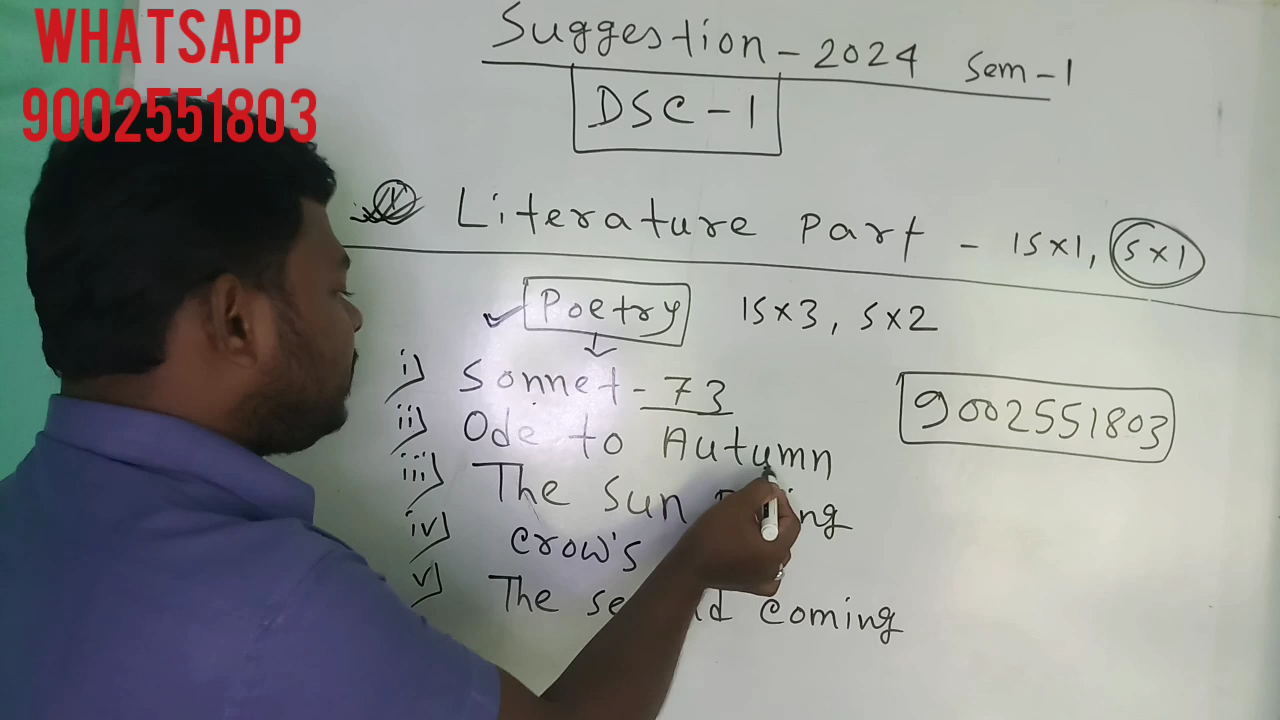 WHATSAPP
9002551803
Suggestion - 2024 Sem - 1
DSC - 1
Literature Part - 15x1, 5x1
Poetry 15x3, 5x2
i) Sonnet - 73
ii) Ode to Autumn
iii) The Sun
iv) Crow's
v) The coming
9002551803